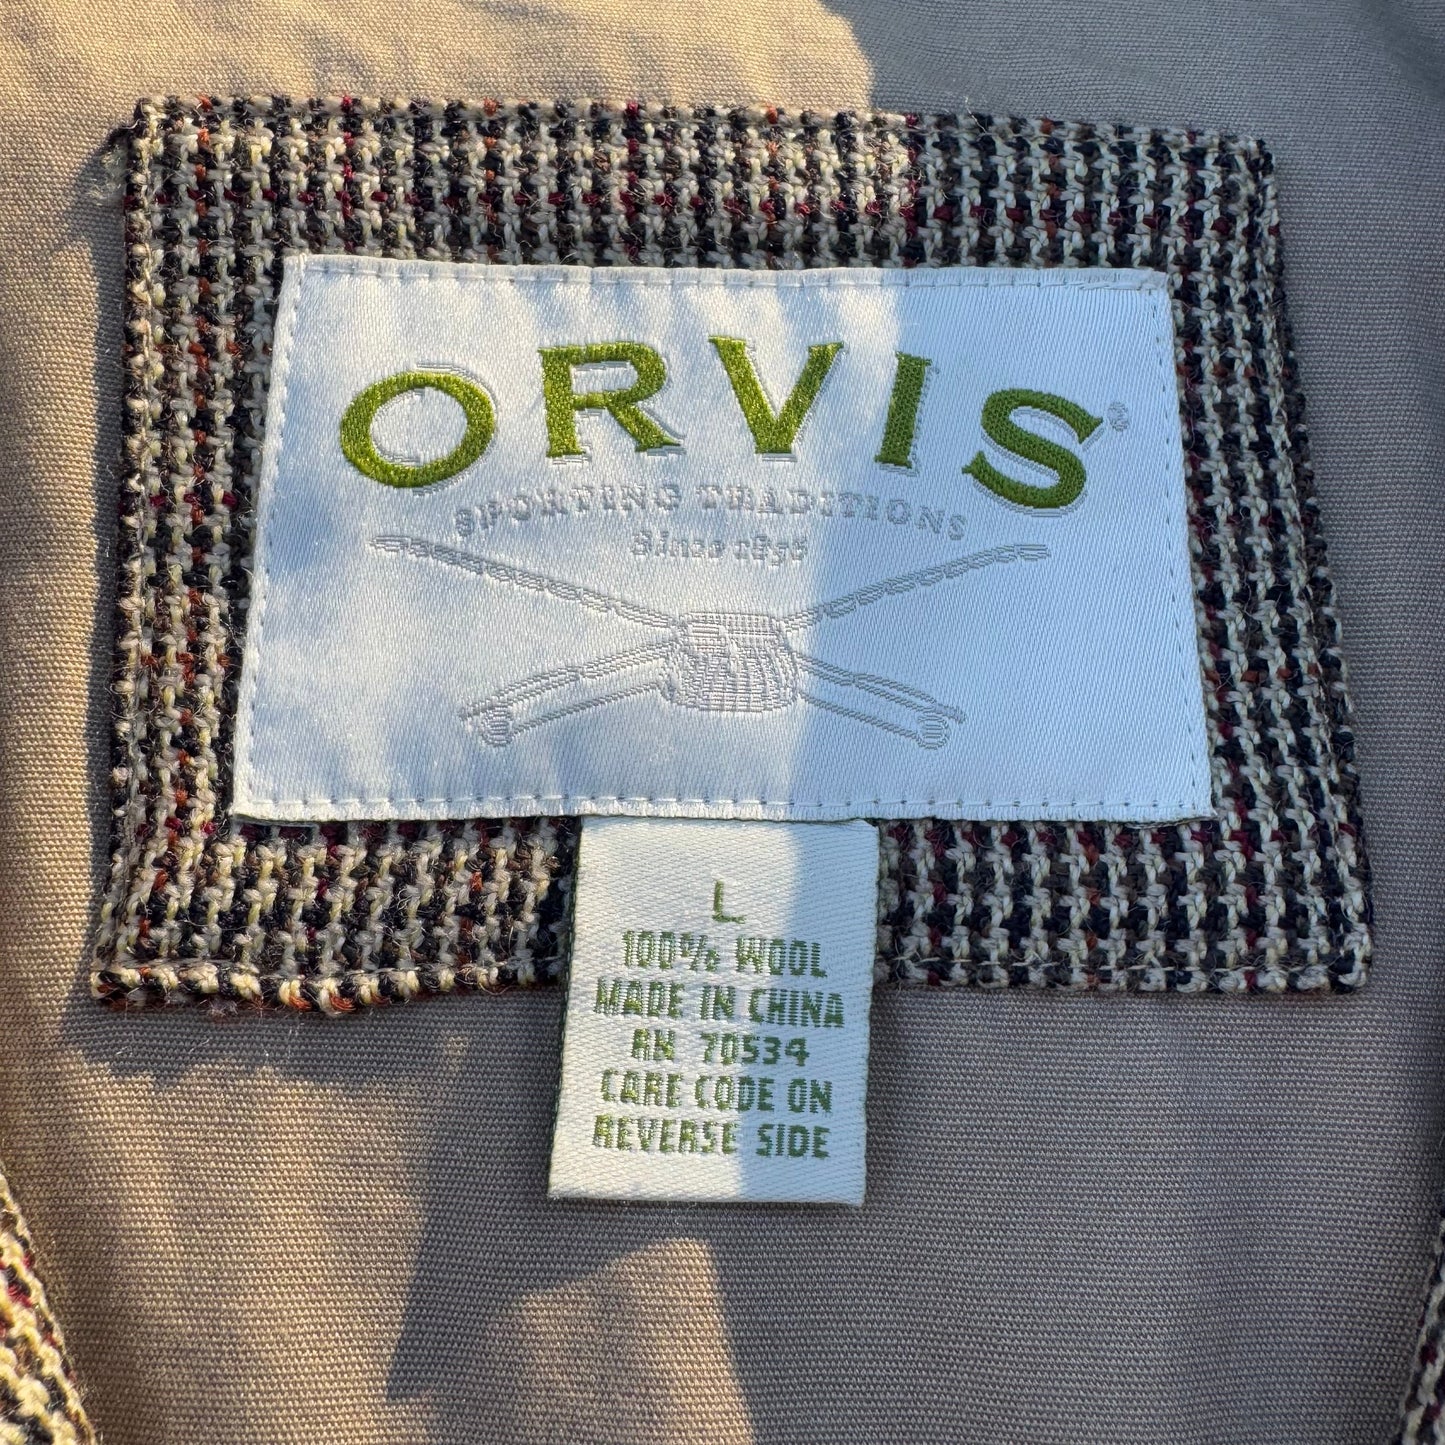 ORVIS®
SPORTING TRADITIONS
Since 1856
L
100% WOOL
MADE IN CHINA
RN 70534
CARE CODE ON
REVERSE SIDE